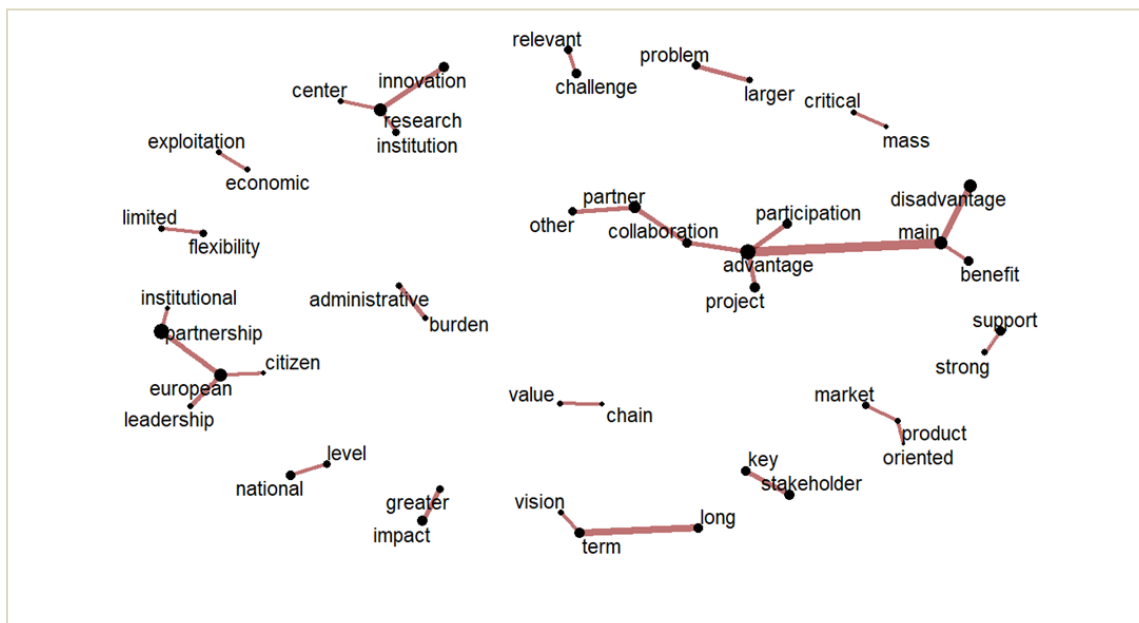 relevant
problem
innovation
challenge
center
larger
critical
research
institution
mass
exploitation
economic
disadvantage
partner
participation
limited
other
collaboration
main
flexibility
advantage
benefit
institutional
administrative
project
burden
support
partnership
citizen
strong
european
value
market
leadership
chain
product
oriented
level
key
national
greater
vision
stakeholder
impact
long
term